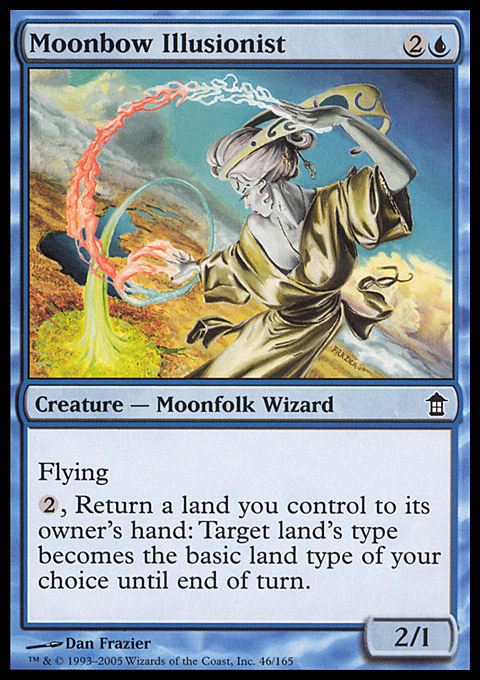 Moonbow Illusionist 2
FRAZIER
Creature — Moonfolk Wizard
Flying
2, Return a land you control to its
owner's hand: Target land's type
becomes the basic land type of your
choice until end of turn.
2/1
Dan Frazier
™ & © 1993–2005 Wizards of the Coast, Inc. 46/165